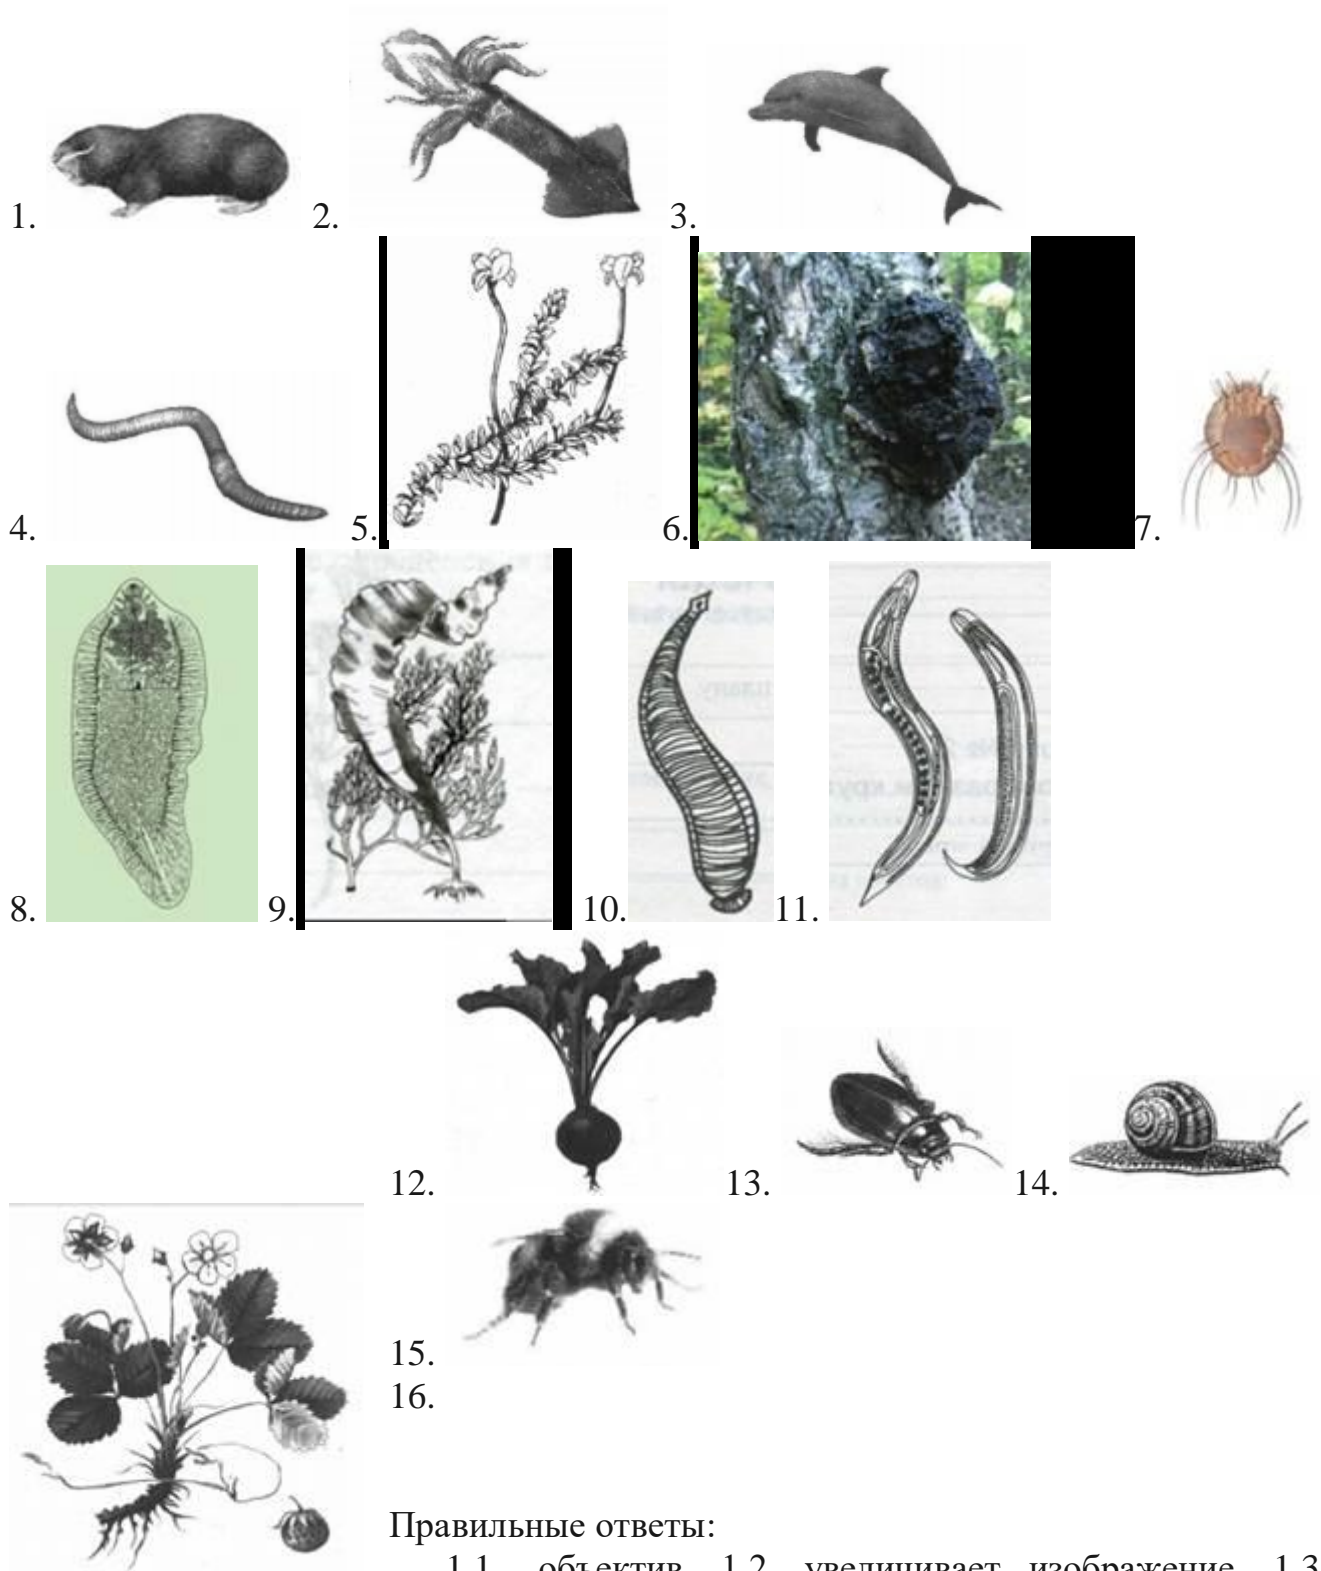 1. 2. 3.
4. 5. 6. 7.
8. 9. 10. 11.
12. 13. 14.
15.
16.
Правильные ответы:
1.1. объектив, 1.2. увеличивает изображение, 1.3